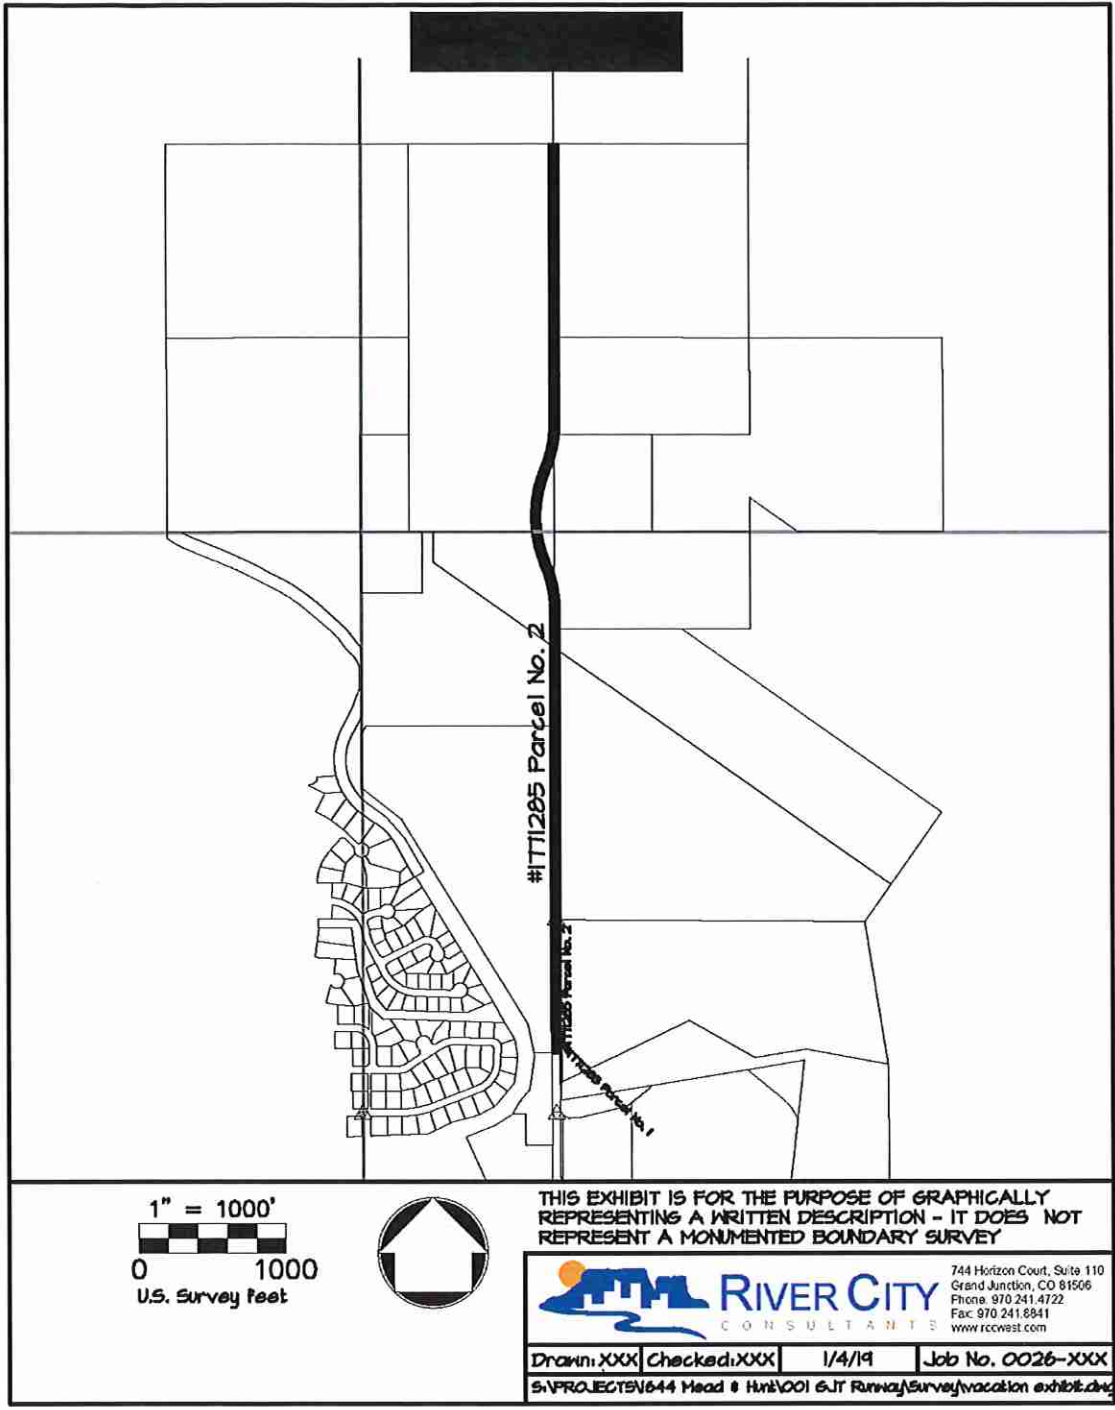 #1771285 Parcel No. 2
#1771285 Parcel No. 2
Parcel No. 1
1" = 1000'
0 1000
U.S. Survey Feet
THIS EXHIBIT IS FOR THE PURPOSE OF GRAPHICALLY
REPRESENTING A WRITTEN DESCRIPTION - IT DOES NOT
REPRESENT A MONUMENTED BOUNDARY SURVEY
RIVER CITY
CONSULTANTS
744 Horizon Court, Suite 110
Grand Junction, CO 81506
Phone: 970.241.4722
Fax: 970.241.8841
www.rccwest.com
Drawn: XXX Checked: XXX 1/4/19 Job No. 0026-XXX
S:\PROJECTS\1644 Mead & Hunt\001 GJT Runway\Survey\vacation exhibit.dwg